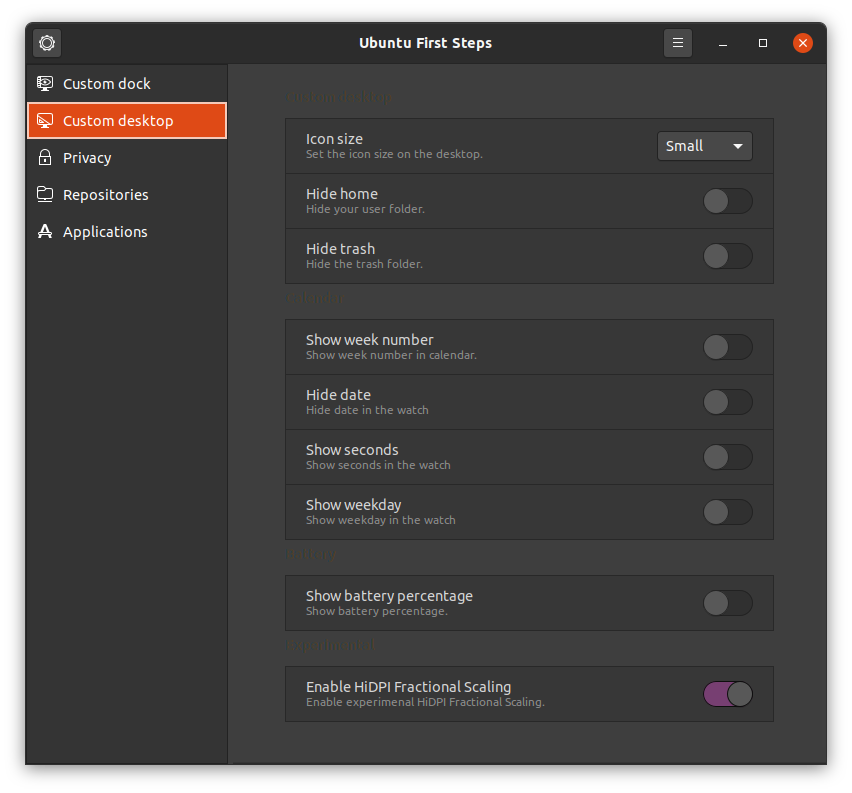 Ubuntu First Steps
Custom dock
Custom desktop
Privacy
Repositories
Applications
Icon size
Set the icon size on the desktop.
Small
Hide home
Hide your user folder.
Hide trash
Hide the trash folder.
Show week number
Show week number in calendar.
Hide date
Hide date in the watch
Show seconds
Show seconds in the watch
Show weekday
Show weekday in the watch
Battery
Show battery percentage
Show battery percentage.
Enable HiDPI Fractional Scaling
Enable experimenal HiDPI Fractional Scaling.